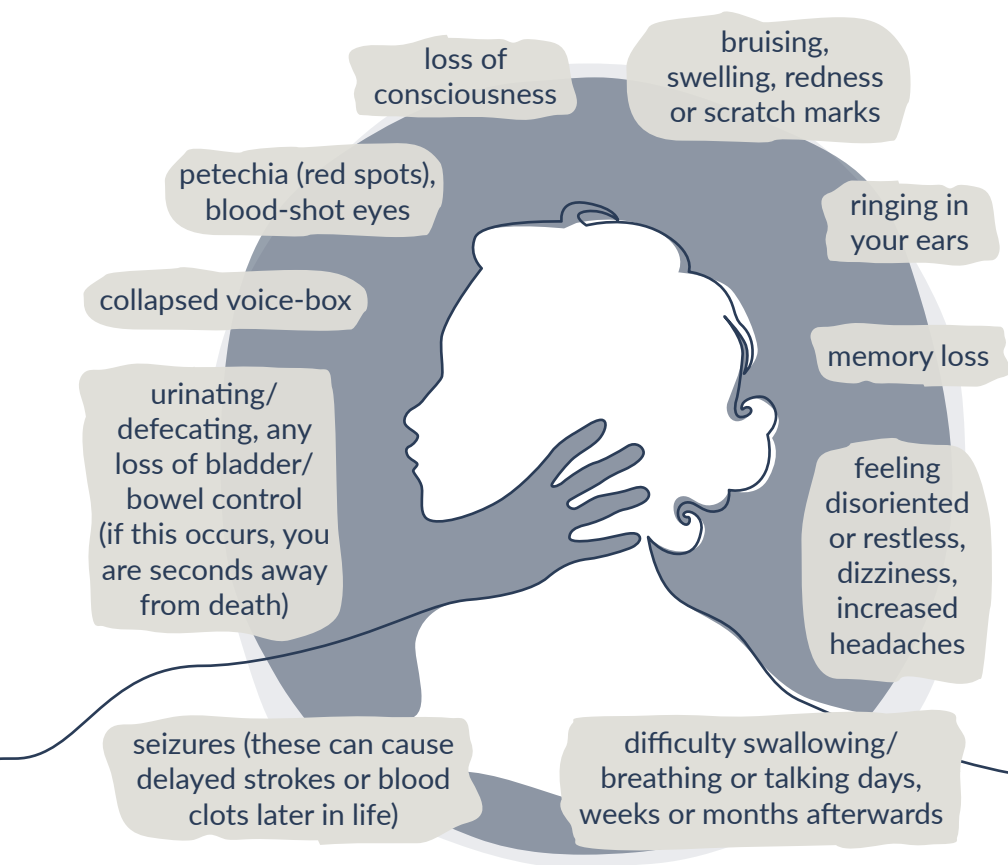 loss of
consciousness
bruising,
swelling, redness
or scratch marks
petechia (red spots),
blood-shot eyes
ringing in
your ears
collapsed voice-box
memory loss
urinating/
defecating, any
loss of bladder/
bowel control
(if this occurs, you
are seconds away
from death)
feeling
disoriented
or restless,
dizziness,
increased
headaches
seizures (these can cause
delayed strokes or blood
clots later in life)
difficulty swallowing/
breathing or talking days,
weeks or months afterwards